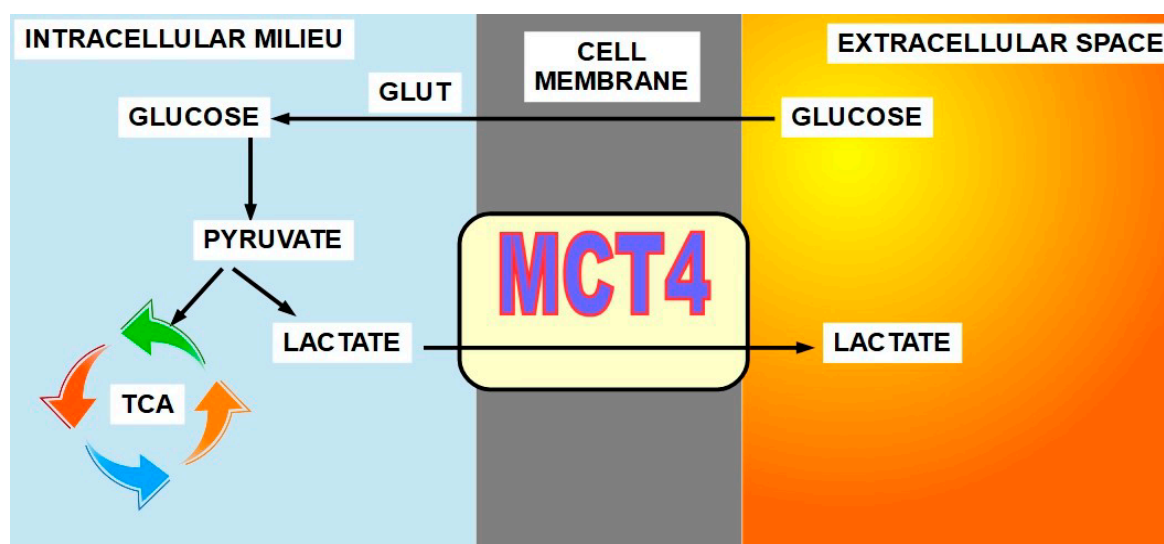 INTRACELLULAR MILIEU
CELL
MEMBRANE
EXTRACELLULAR SPACE
GLUT
GLUCOSE
GLUCOSE
PYRUVATE
MCT4
LACTATE
LACTATE
TCA